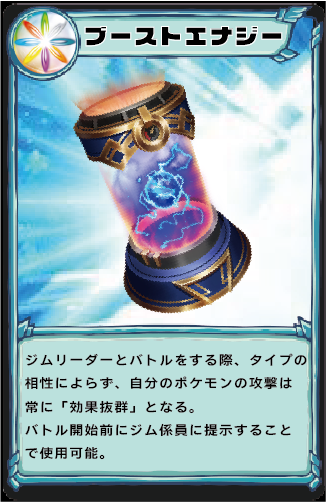 ブーストエナジー
ジムリーダーとバトルをする際、タイプの
相性によらず、自分のポケモンの攻撃は
常に「効果抜群」となる。
バトル開始前にジム係員に提示すること
で使用可能。